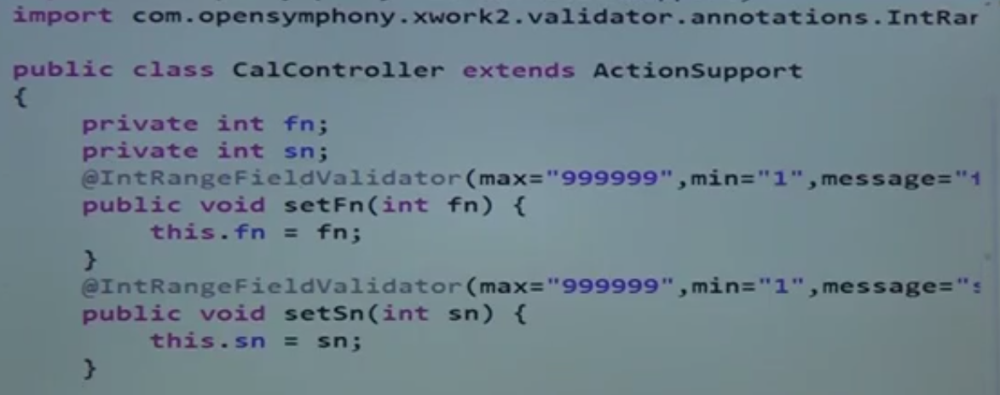 import com.opensymphony.xwork2.validator.annotations.IntRar
public class CalController extends ActionSupport
{
private int fn;
private int sn;
@IntRangeFieldValidator(max="999999",min="1",message="f
public void setFn(int fn) {
this.fn = fn;
}
@IntRangeFieldValidator(max="999999",min="1",message="s
public void setSn(int sn) {
this.sn = sn;
}